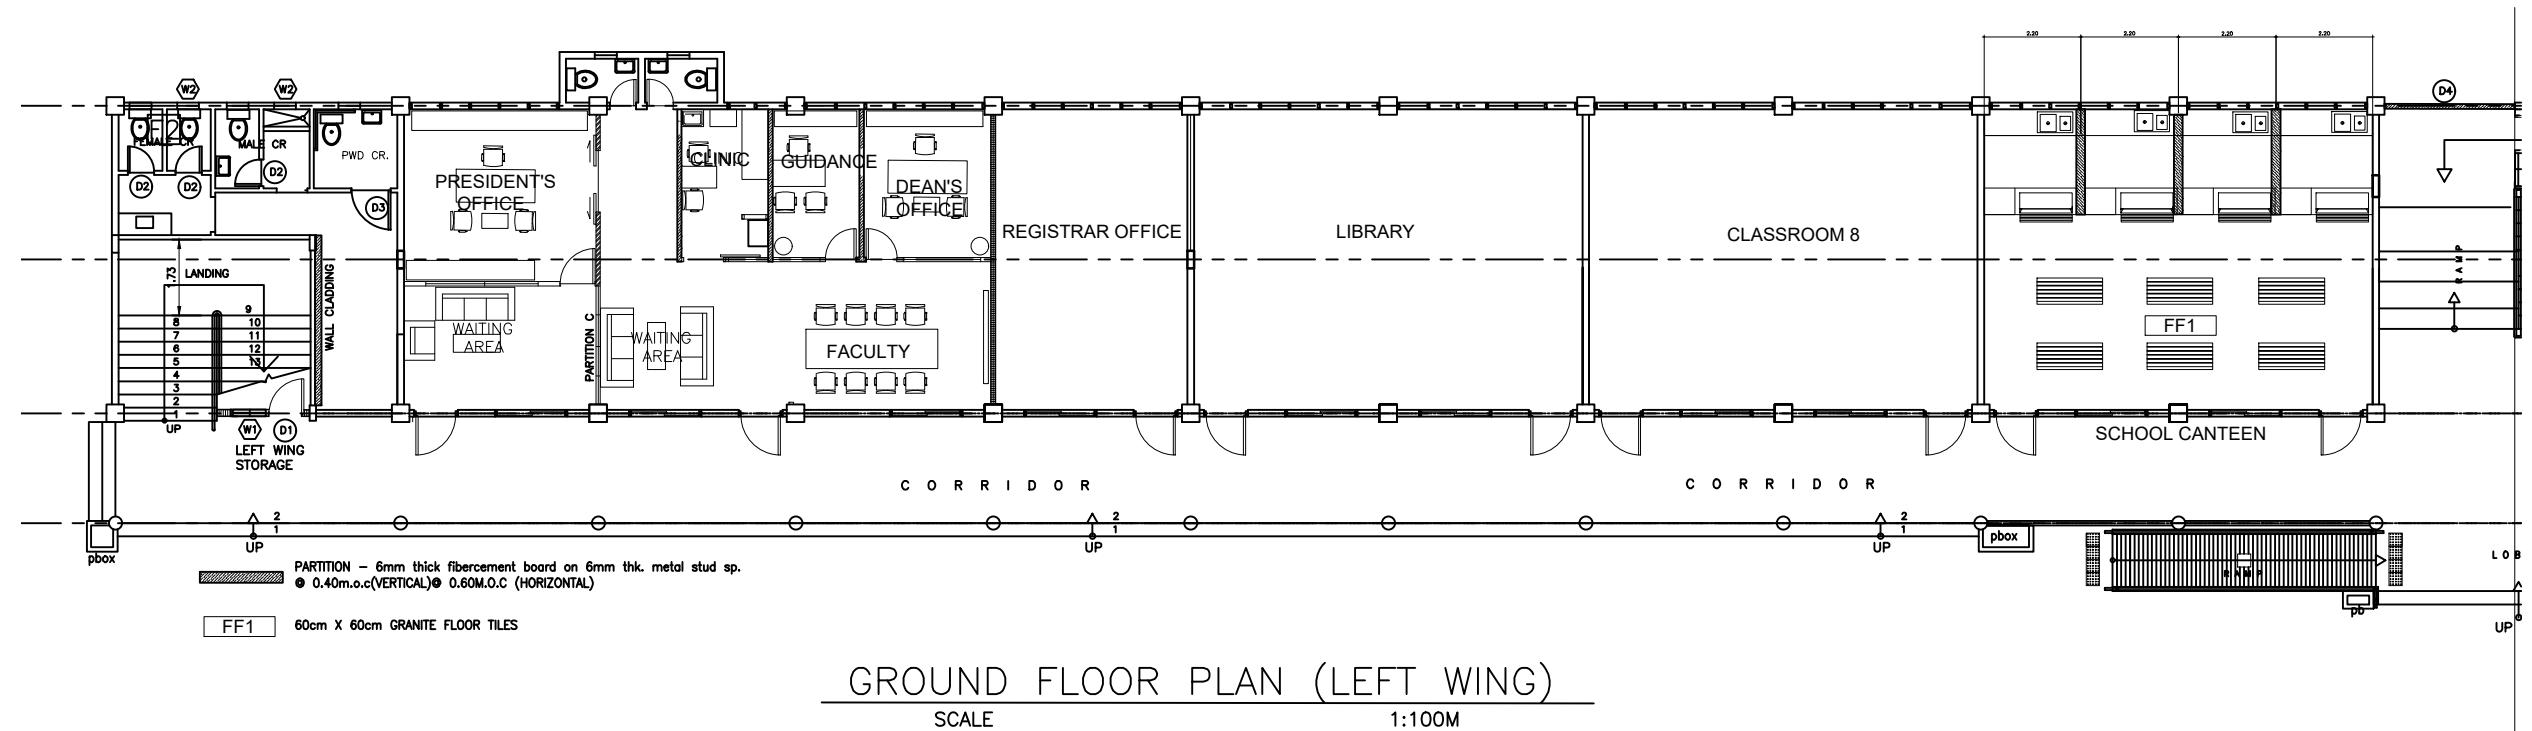 2.20
2.20
2.20
2.20
W2
W2
D4
FEMALE CR
MALE CR
PWD CR.
D2
D2
D2
D3
PRESIDENT'S
OFFICE
CLINIC
GUIDANCE
DEAN'S
OFFICE
REGISTRAR OFFICE
LIBRARY
CLASSROOM 8
RAMP
1.73
LANDING
WALL CLADDING
9
8
10
7
11
6
12
5
13
4
3
2
1
UP
WAITING
AREA
PARTITION C
WAITING
AREA
FACULTY
FF1
W1
D1
LEFT WING
STORAGE
SCHOOL CANTEEN
CORRIDOR
CORRIDOR
2
1
UP
2
1
UP
2
1
UP
pbox
pbox
LOB
RAMP
pb
UP
PARTITION - 6mm thick fibercement board on 6mm thk. metal stud sp.
@ 0.40m.o.c(VERTICAL)@ 0.60M.O.C (HORIZONTAL)
FF1
60cm X 60cm GRANITE FLOOR TILES
GROUND FLOOR PLAN (LEFT WING)
SCALE 1:100M